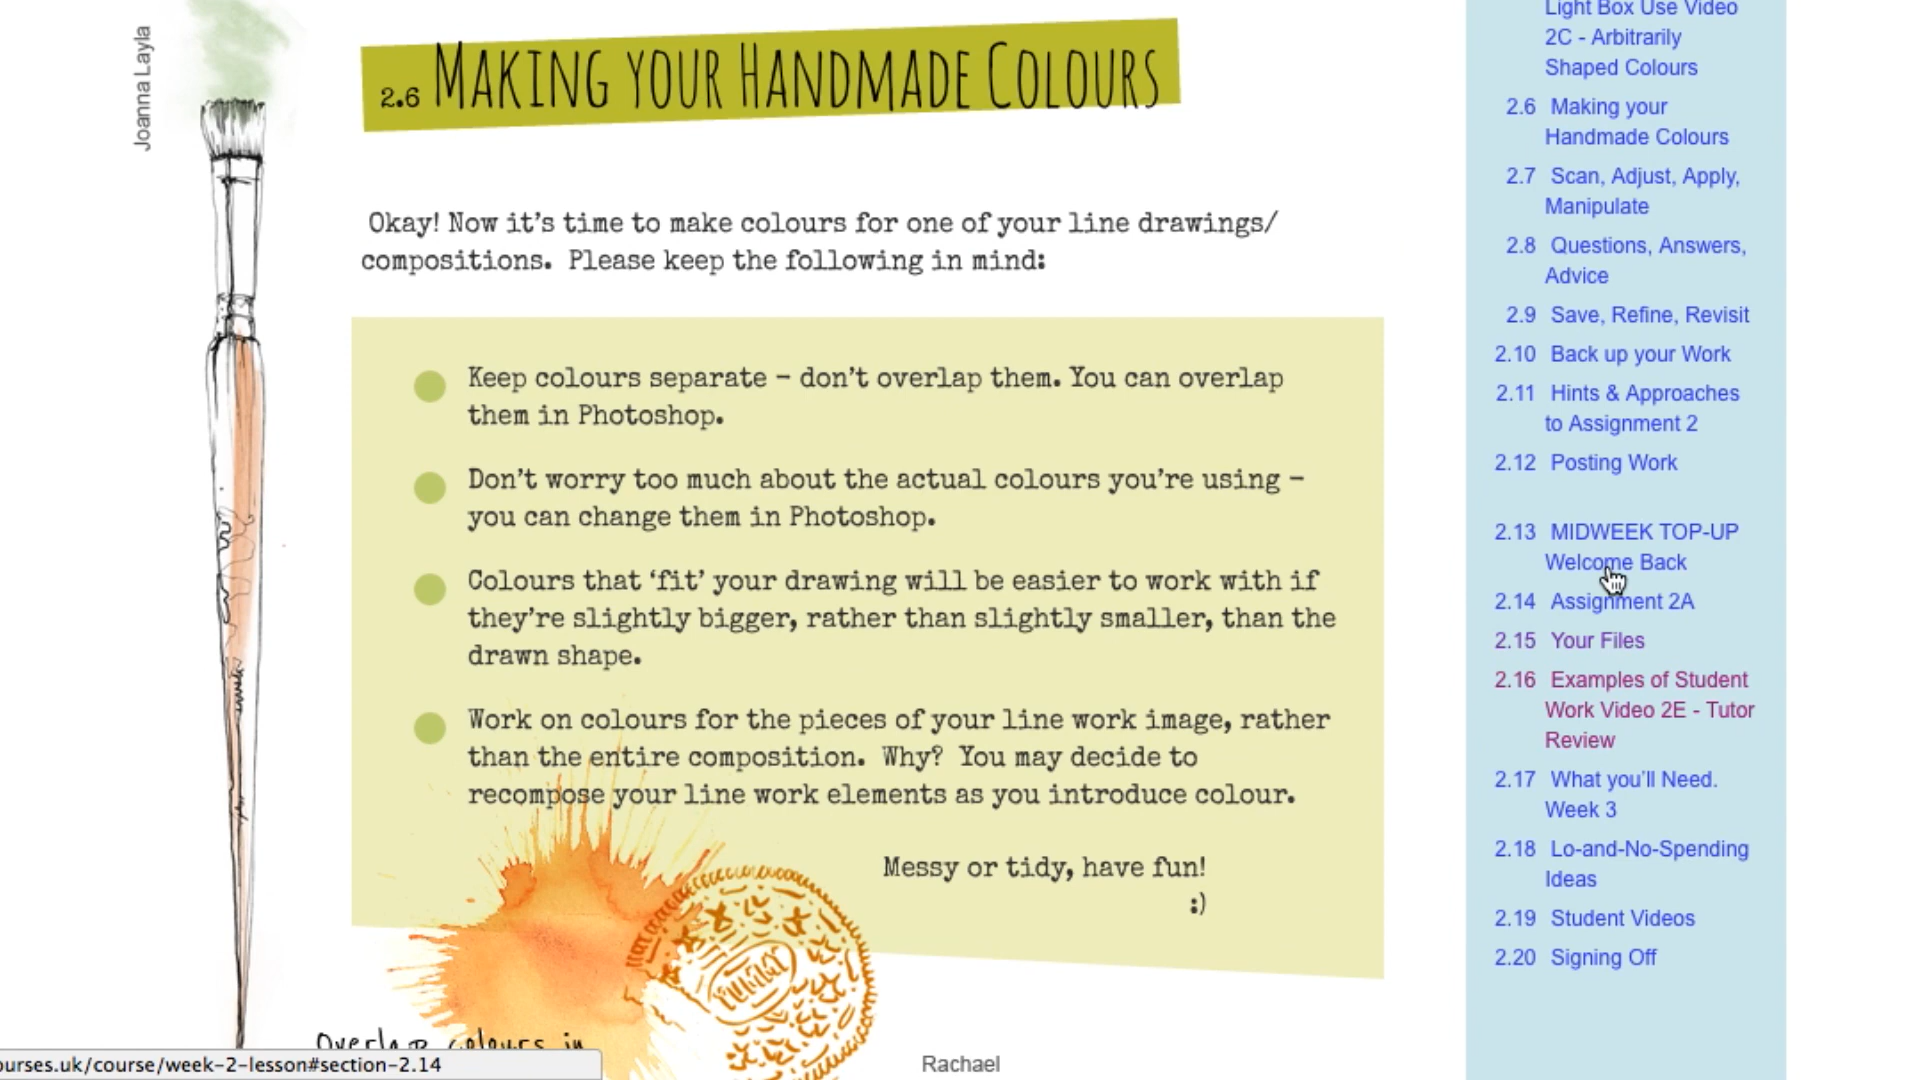 Joanna Layla
2.6 Making your Handmade Colours
Okay! Now it's time to make colours for one of your line drawings/
compositions. Please keep the following in mind:
Keep colours separate – don't overlap them. You can overlap
them in Photoshop.
Don't worry too much about the actual colours you're using –
you can change them in Photoshop.
Colours that 'fit' your drawing will be easier to work with if
they're slightly bigger, rather than slightly smaller, than the
drawn shape.
Work on colours for the pieces of your line work image, rather
than the entire composition. Why? You may decide to
recompose your line work elements as you introduce colour.
Messy or tidy, have fun!
:)
Overlap colours in
Rachael
ourses.uk/course/week-2-lesson#section-2.14
Light Box Use Video
2C - Arbitrarily
Shaped Colours
2.6 Making your
Handmade Colours
2.7 Scan, Adjust, Apply,
Manipulate
2.8 Questions, Answers,
Advice
2.9 Save, Refine, Revisit
2.10 Back up your Work
2.11 Hints & Approaches
to Assignment 2
2.12 Posting Work
2.13 MIDWEEK TOP-UP
Welcome Back
2.14 Assignment 2A
2.15 Your Files
2.16 Examples of Student
Work Video 2E - Tutor
Review
2.17 What you'll Need.
Week 3
2.18 Lo-and-No-Spending
Ideas
2.19 Student Videos
2.20 Signing Off